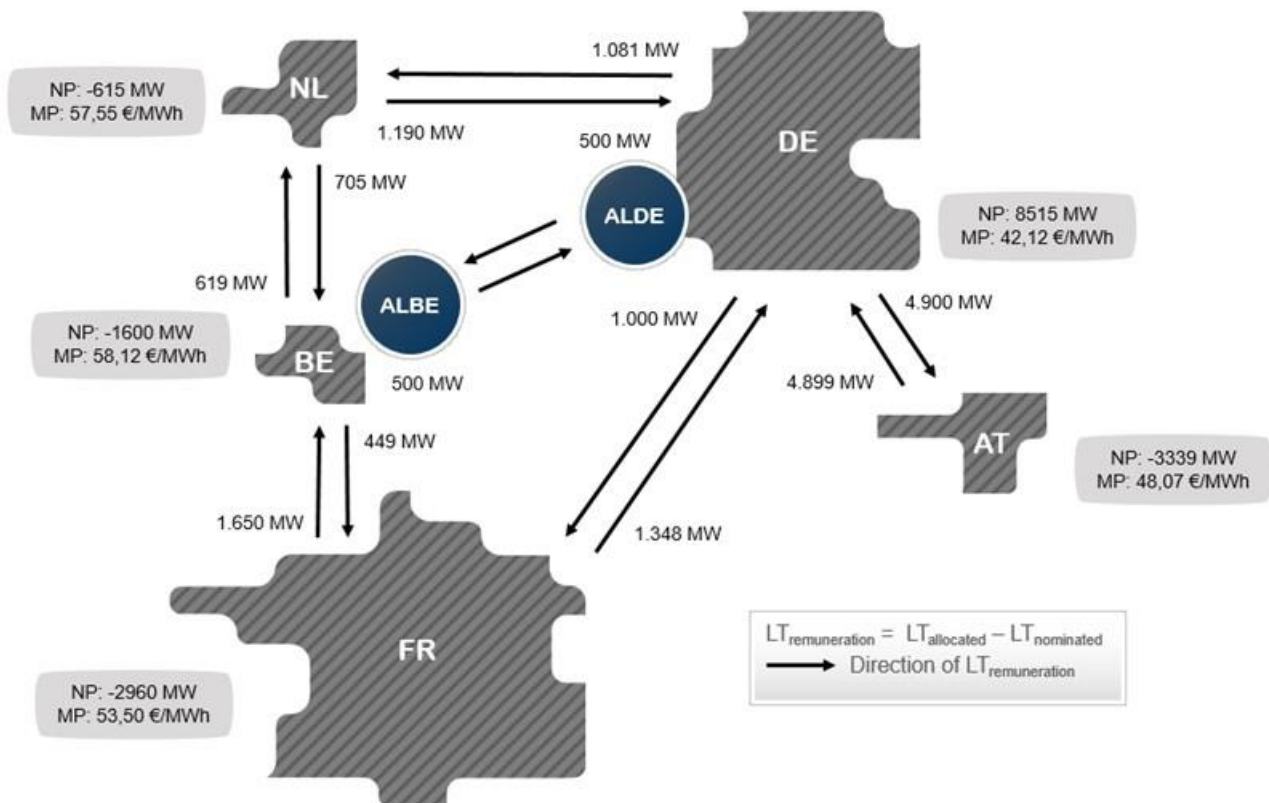 1.081 MW
NP: -615 MW
MP: 57,55 €/MWh
NL
1.190 MW
500 MW
DE
705 MW
ALDE
NP: 8515 MW
MP: 42,12 €/MWh
619 MW
ALBE
1.000 MW
4.900 MW
NP: -1600 MW
MP: 58,12 €/MWh
BE
500 MW
4.899 MW
449 MW
AT
NP: -3339 MW
MP: 48,07 €/MWh
1.650 MW
1.348 MW
FR
LTremuneration = LTallocated – LTnominated
Direction of LTremuneration
NP: -2960 MW
MP: 53,50 €/MWh